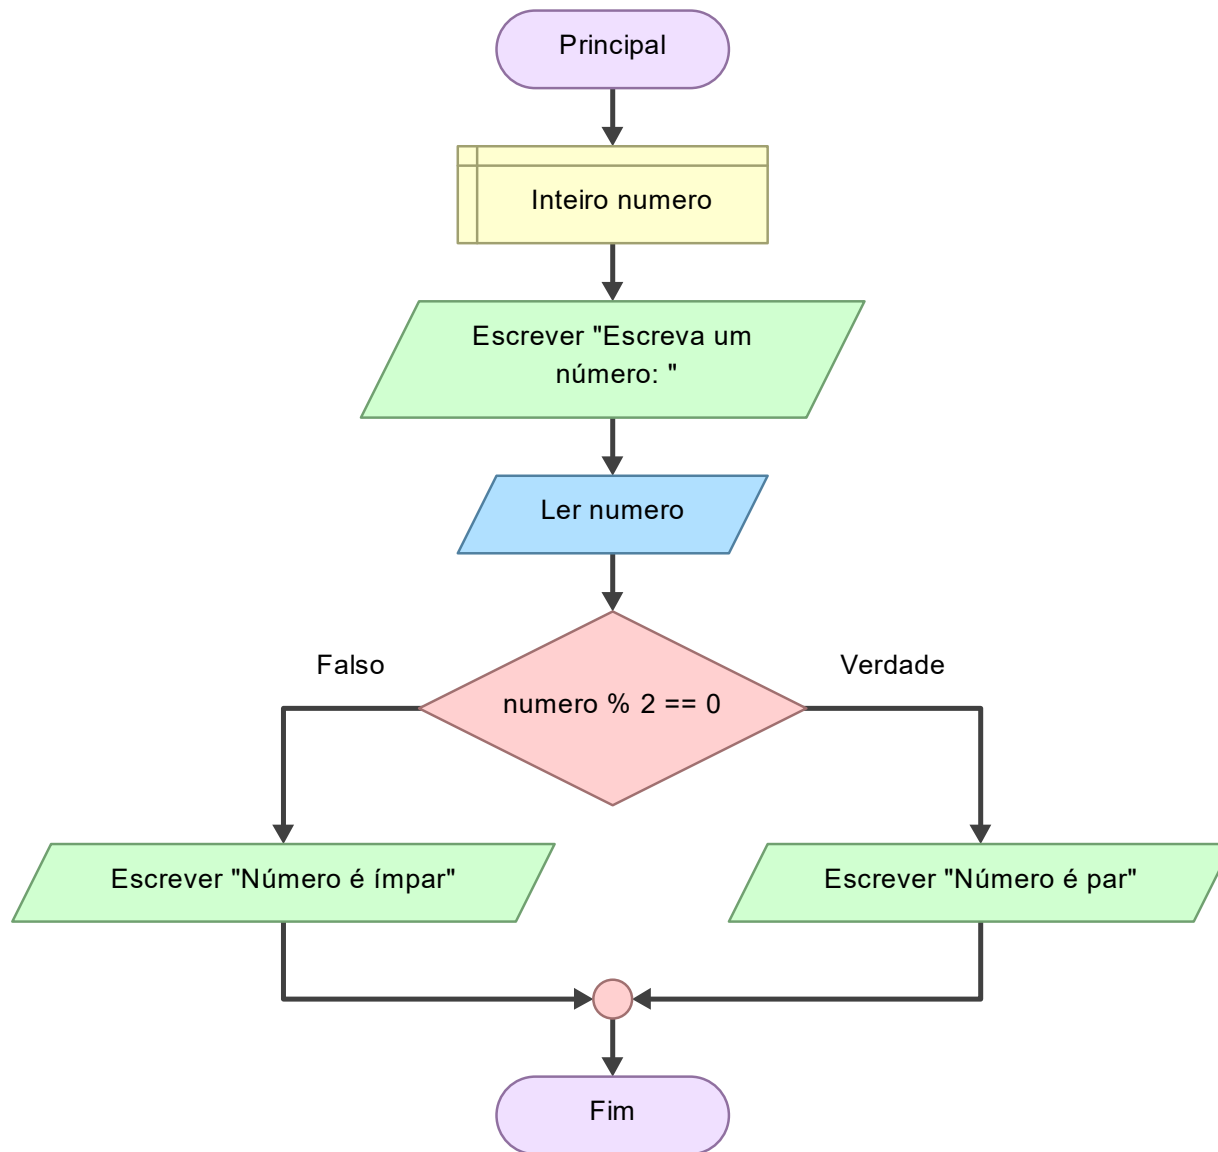 Principal
Inteiro numero
Escrever "Escreva um
número: "
Ler numero
Falso
Verdade
numero % 2 == 0
Escrever "Número é ímpar"
Escrever "Número é par"
Fim